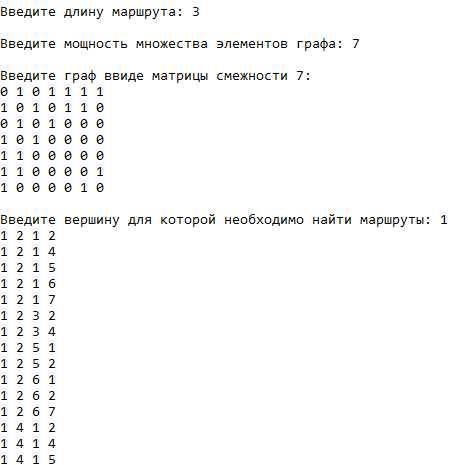 Введите длину маршрута: 3
Введите мощность множества элементов графа: 7
Введите граф ввиде матрицы смежности 7:
0 1 0 1 1 1 1
1 0 1 0 1 1 0
0 1 0 1 0 0 0
1 0 1 0 0 0 0
1 1 0 0 0 0 0
1 1 0 0 0 0 1
1 0 0 0 0 1 0
Введите вершину для которой необходимо найти маршруты: 1
1 2 1 2
1 2 1 4
1 2 1 5
1 2 1 6
1 2 1 7
1 2 3 2
1 2 3 4
1 2 5 1
1 2 5 2
1 2 6 1
1 2 6 2
1 2 6 7
1 4 1 2
1 4 1 4
1 4 1 5